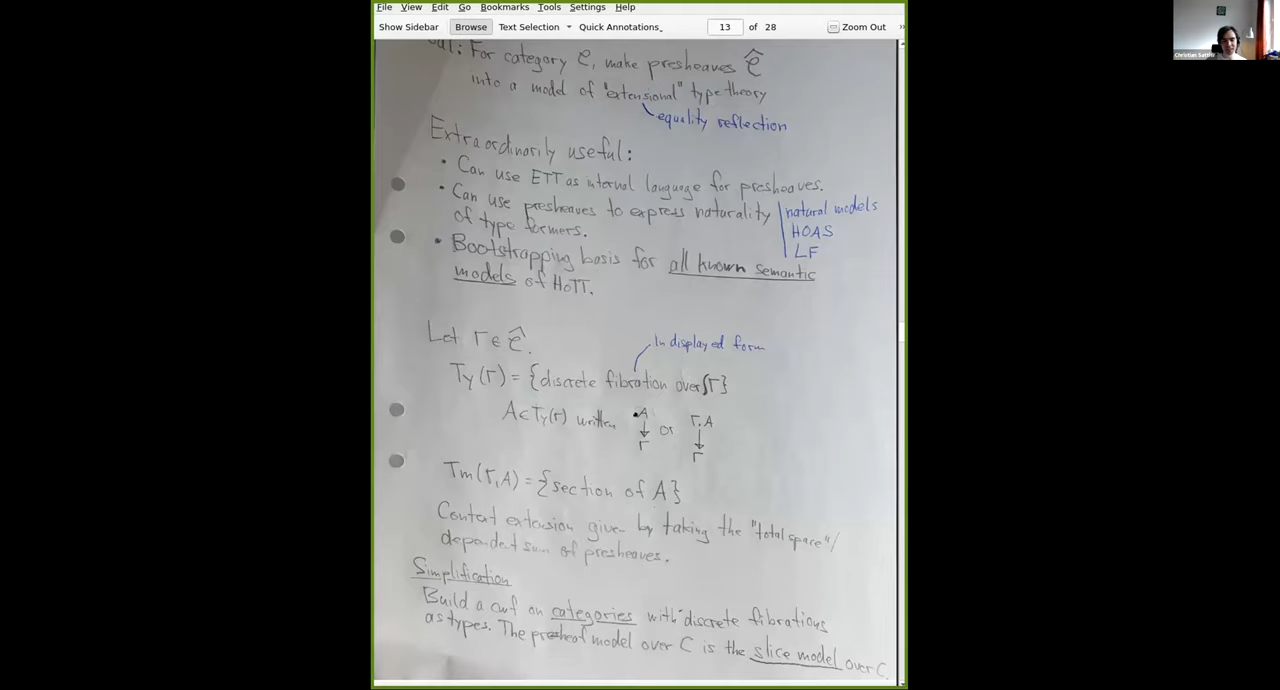 File View Edit Go Bookmarks Tools Settings Help
Show Sidebar Browse Text Selection Quick Annotations 13 of 28 Zoom Out »
Christian Sattler
al: For category C, make presheaves Ĉ
into a model of "extensional" type theory
equality reflection
Extraordinarily useful:
• Can use ETT as internal language for presheaves.
• Can use presheaves to express naturality | natural models
of type formers. HOAS
LF
• Bootstrapping basis for all known semantic
models of HoTT.
Let Γ ∈ Ĉ.
In displayed form
Ty(Γ) = {discrete fibration over ∫Γ}
A ∈ Ty(Γ) written •A or Γ.A
↓ ↓
Γ Γ
Tm(Γ,A) = {section of A}
Context extension given by taking the "total space"/
dependent sum of presheaves.
Simplification
Build a cwf on categories with discrete fibrations
as types. The presheaf model over C is the slice model over C.